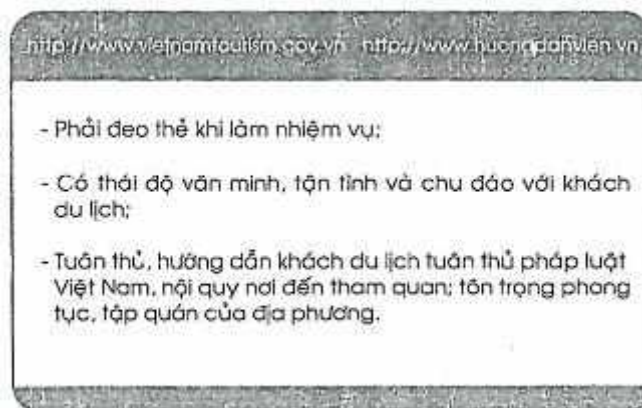 http://www.vietnamtourism.gov.vn http://www.huongdanvien.vn
- Phải đeo thẻ khi làm nhiệm vụ;
- Có thái độ văn minh, tận tình và chu đáo với khách
du lịch;
- Tuân thủ, hướng dẫn khách du lịch tuân thủ pháp luật
Việt Nam, nội quy nơi đến tham quan; tôn trọng phong
tục, tập quán của địa phương.